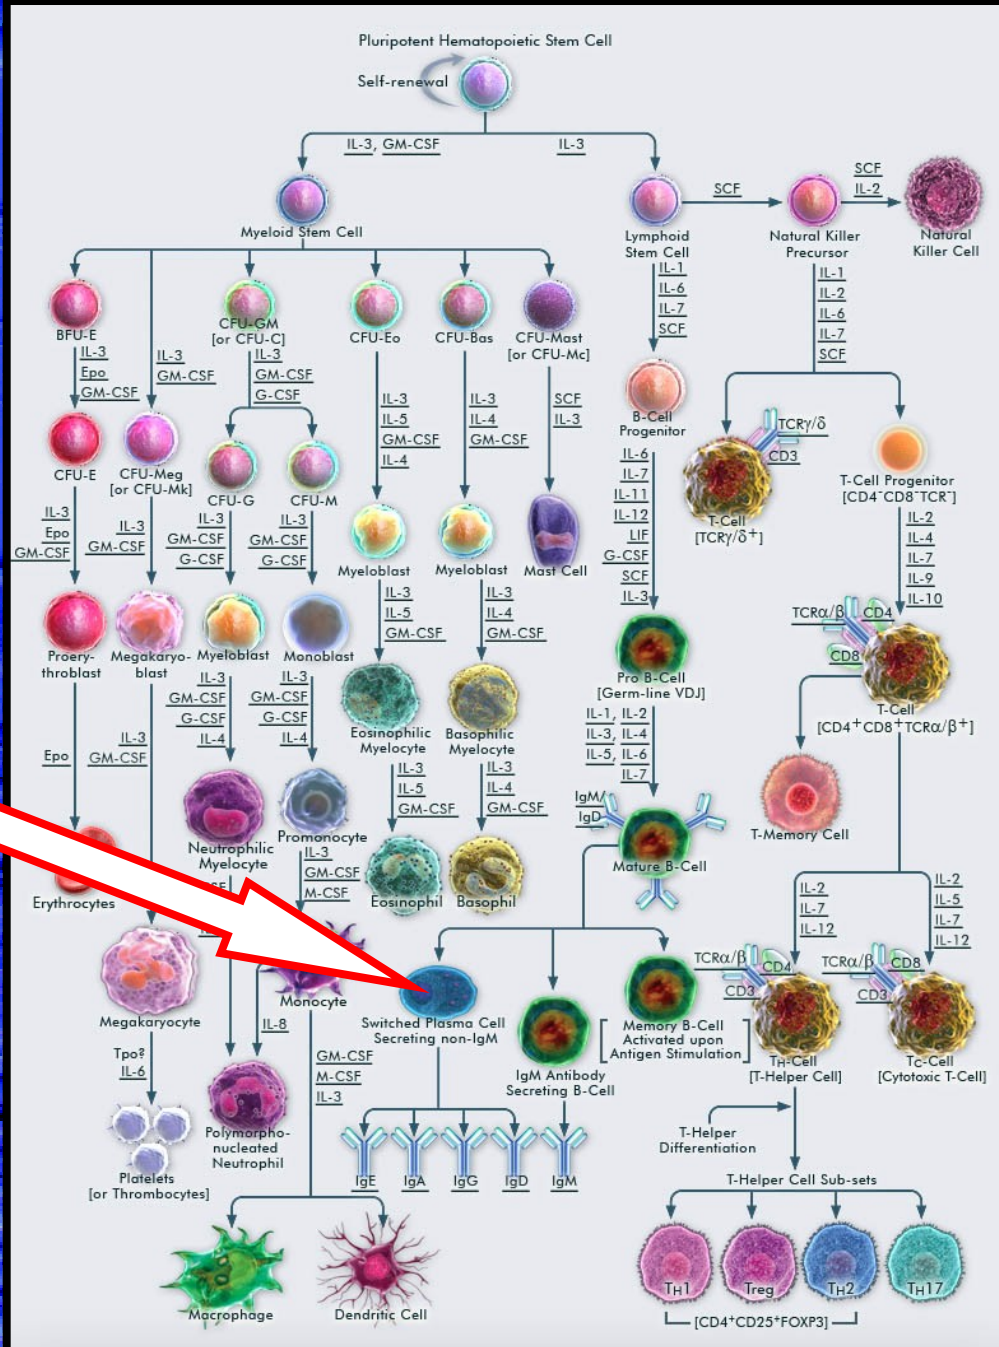 Pluripotent Hematopoietic Stem Cell
Self-renewal
IL-3, GM-CSF
IL-3
Myeloid Stem Cell
Lymphoid
Stem Cell
SCF
Natural Killer
Precursor
SCF
IL-2
Natural
Killer Cell
BFU-E
IL-3
Epo
GM-CSF
IL-3
GM-CSF
CFU-GM
[or CFU-C]
IL-3
GM-CSF
G-CSF
CFU-Eo
IL-3
IL-5
GM-CSF
IL-4
CFU-Bas
IL-3
IL-4
GM-CSF
CFU-Mast
[or CFU-Mc]
SCF
IL-3
IL-1
IL-6
IL-7
SCF
IL-1
IL-2
IL-6
IL-7
SCF
B-Cell
Progenitor
TCRγ/δ
CD3
T-Cell
[TCRγ/δ+]
T-Cell Progenitor
[CD4-CD8-TCR-]
CFU-E
CFU-Meg
[or CFU-Mk]
CFU-G
CFU-M
IL-3
Epo
GM-CSF
IL-3
GM-CSF
IL-3
GM-CSF
G-CSF
IL-3
GM-CSF
G-CSF
Myeloblast
Myeloblast
Mast Cell
IL-6
IL-7
IL-11
IL-12
LIF
G-CSF
SCF
IL-3
IL-2
IL-4
IL-7
IL-9
IL-10
Proery-
throblast
Megakaryo-
blast
Myeloblast
Monoblast
IL-3
IL-5
GM-CSF
IL-3
IL-4
GM-CSF
Pro B-Cell
[Germ-line VDJ]
TCRα/β
CD4
CD8
T-Cell
[CD4+CD8+TCRα/β+]
Epo
IL-3
GM-CSF
IL-3
GM-CSF
G-CSF
IL-4
IL-3
GM-CSF
G-CSF
IL-4
Eosinophilic
Myelocyte
Basophilic
Myelocyte
IL-1, IL-2
IL-3, IL-4
IL-5, IL-6
IL-7
IL-3
IL-5
GM-CSF
IL-3
IL-4
GM-CSF
IgM/
IgD
Mature B-Cell
T-Memory Cell
Neutrophilic
Myelocyte
Promonocyte
IL-3
GM-CSF
M-CSF
Eosinophil
Basophil
Erythrocytes
IL-2
IL-7
IL-12
IL-2
IL-5
IL-7
IL-12
Megakaryocyte
Monocyte
Switched Plasma Cell
Secreting non-IgM
IgM Antibody
Secreting B-Cell
Memory B-Cell
Activated upon
Antigen Stimulation
TCRα/β
CD4
CD3
TH-Cell
[T-Helper Cell]
TCRα/β
CD8
CD3
TC-Cell
[Cytotoxic T-Cell]
Tpo?
IL-6
IL-8
GM-CSF
M-CSF
IL-3
Platelets
[or Thrombocytes]
Polymorpho-
nucleated
Neutrophil
IgE
IgA
IgG
IgD
IgM
T-Helper
Differentiation
T-Helper Cell Sub-sets
Macrophage
Dendritic Cell
TH1
Treg
TH2
TH17
[CD4+CD25+FOXP3]